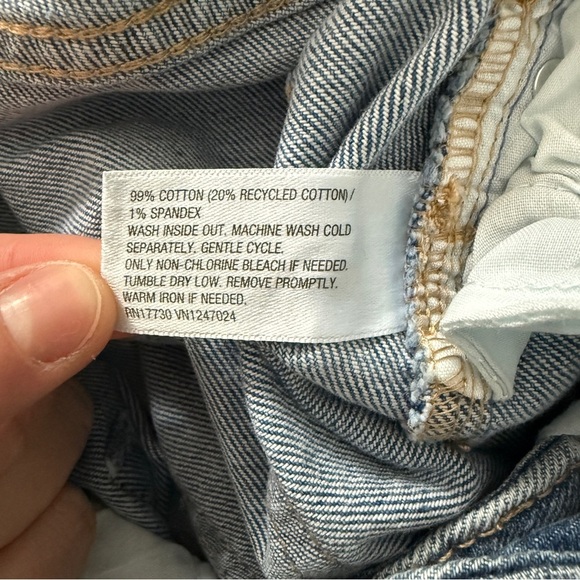 99% COTTON (20% RECYCLED COTTON)/
1% SPANDEX
WASH INSIDE OUT. MACHINE WASH COLD
SEPARATELY. GENTLE CYCLE.
ONLY NON-CHLORINE BLEACH IF NEEDED.
TUMBLE DRY LOW. REMOVE PROMPTLY.
WARM IRON IF NEEDED.
RN17730 VN1247024